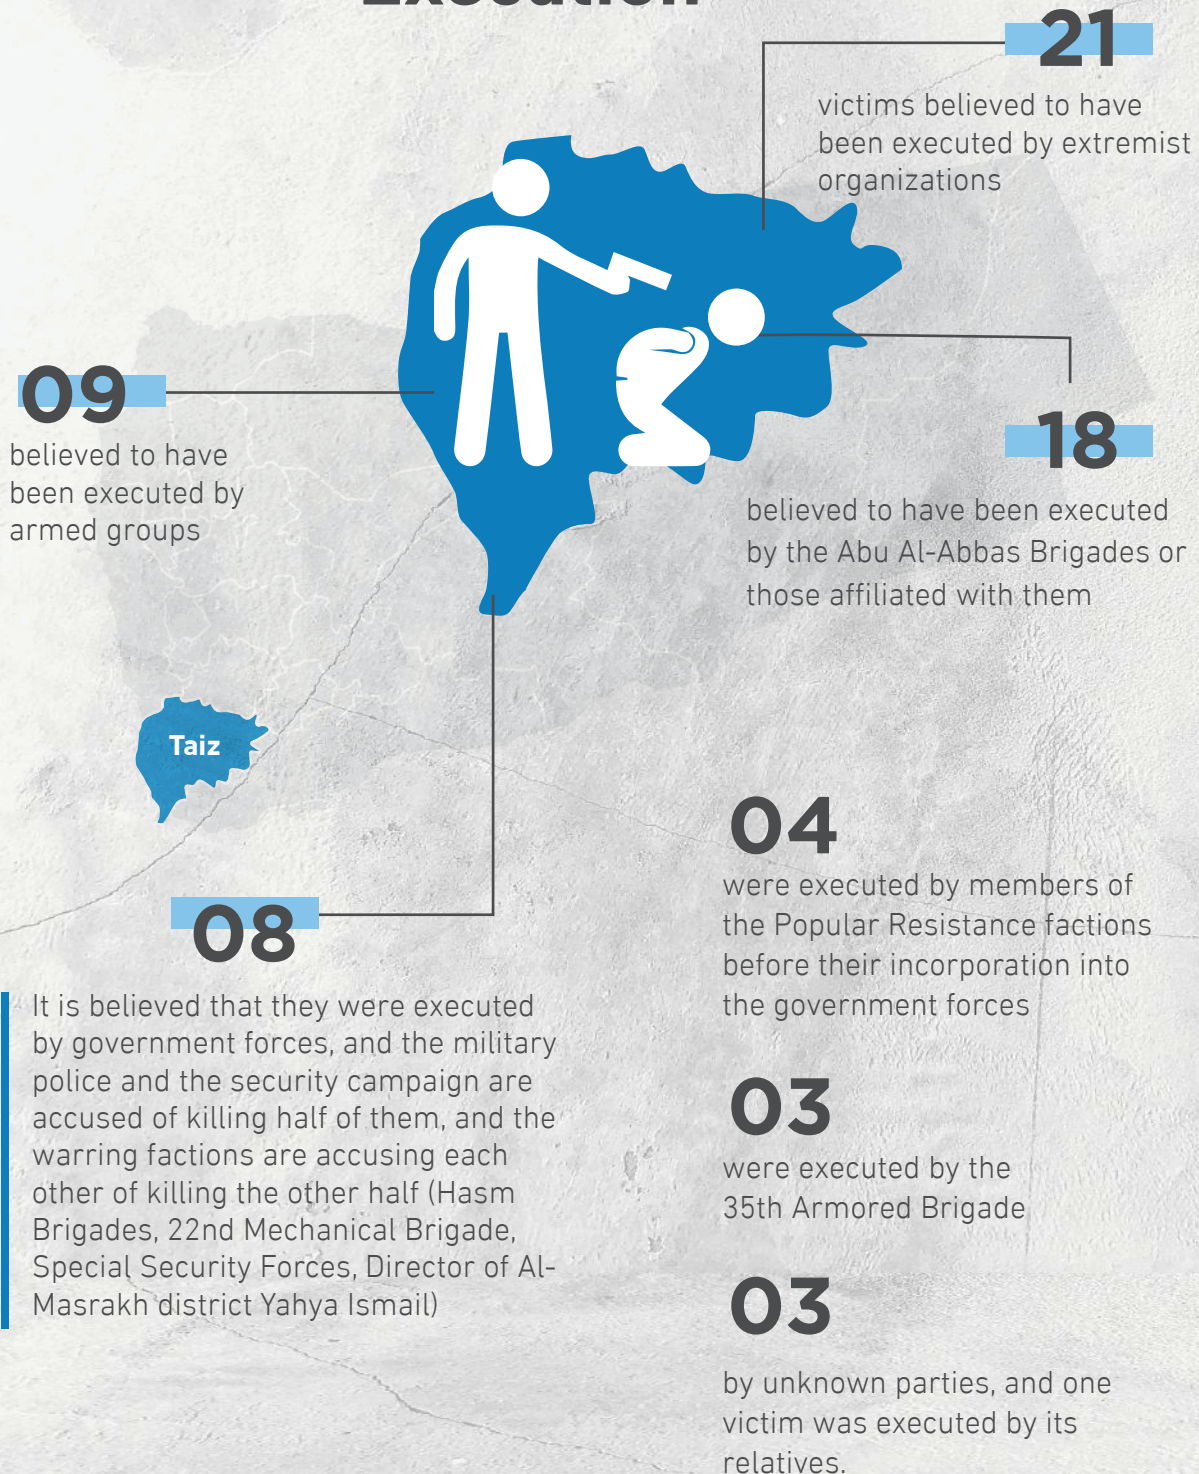 Execution
21
victims believed to have
been executed by extremist
organizations
09
believed to have
been executed by
armed groups
18
believed to have been executed
by the Abu Al-Abbas Brigades or
those affiliated with them
Taiz
08
It is believed that they were executed
by government forces, and the military
police and the security campaign are
accused of killing half of them, and the
warring factions are accusing each
other of killing the other half (Hasm
Brigades, 22nd Mechanical Brigade,
Special Security Forces, Director of Al-
Masrakh district Yahya Ismail)
04
were executed by members of
the Popular Resistance factions
before their incorporation into
the government forces
03
were executed by the
35th Armored Brigade
03
by unknown parties, and one
victim was executed by its
relatives.